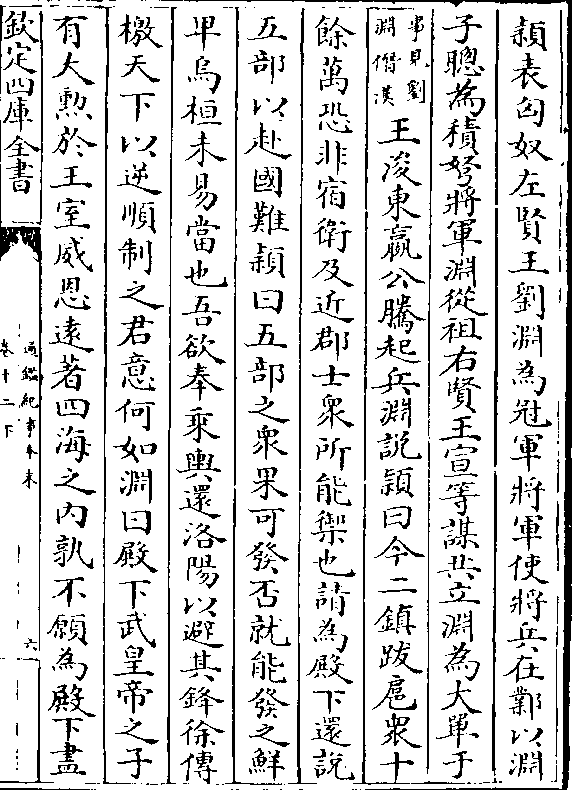 穎表匈奴左賢王劉淵為冠軍將軍使將兵在鄴以淵
子聰為積弩將軍淵從祖右賢王宣等謀共立淵為大單于
事見劉
淵僭漢
王浚東嬴公騰起兵淵說穎曰今二鎮跋扈衆十
餘萬恐非宿衛及近郡士衆所能禦也請為殿下還説
五部以赴國難穎曰五部之衆果可發否就能發之鮮
卑烏桓未易當也吾欲奉乘輿還洛陽以避其鋒徐傳
檄天下以逆順制之君意何如淵曰殿下武皇帝之子
有大勲於王室威恩遠著四海之内孰不願為殿下盡
欽定四庫全書
通鑑紀事本末
卷十二下
六